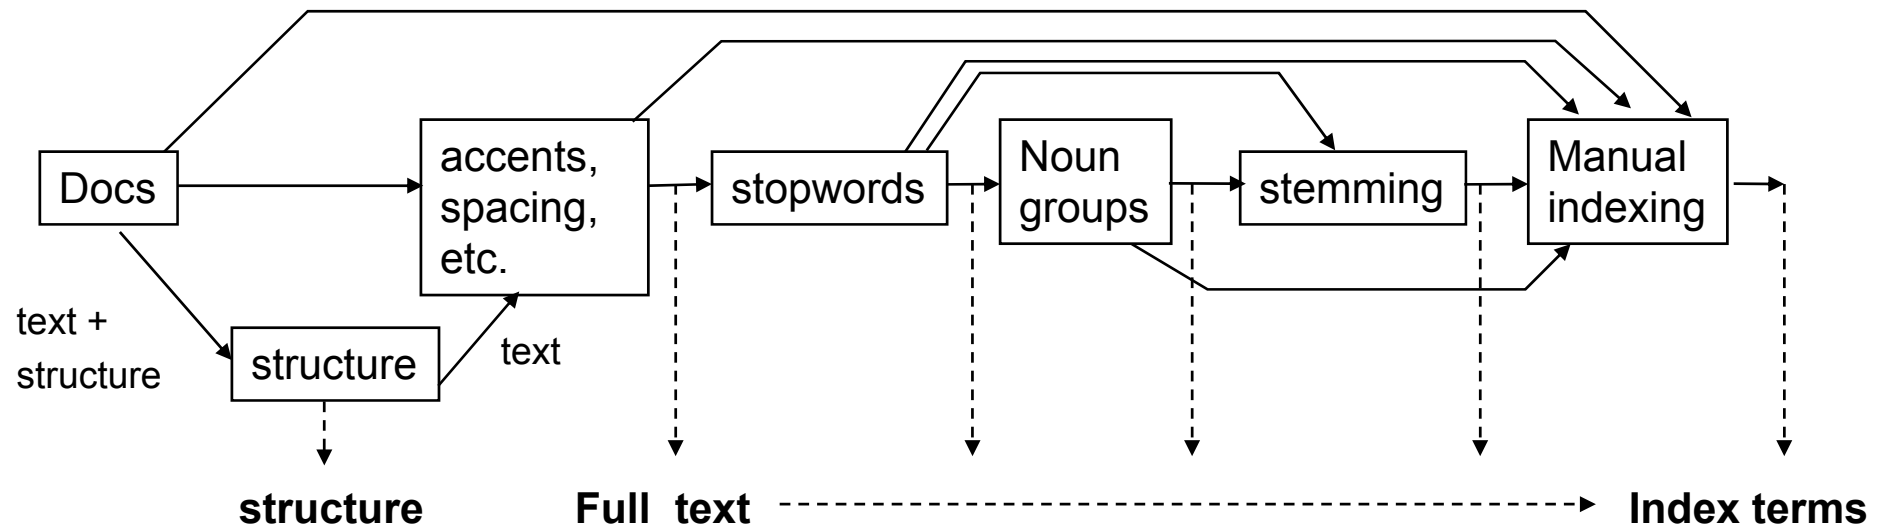 Docs
accents,
spacing,
etc.
stopwords
Noun
groups
stemming
Manual
indexing
text +
structure
structure
text
structure
Full text
Index terms